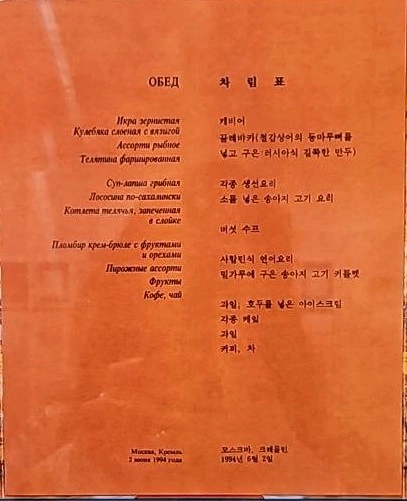 ОБЕД
Икра зернистая
Кулебяка слоеная с вязигой
Ассорти рыбное
Телятина фаршированная
Суп-лапша грибная
Лососина по-сахалински
Котлета телячья, запеченная
в слойке
Пломбир крем-брюле с фруктами
и орехами
Пирожные ассорти
Фрукты
Кофе, чай
Москва, Кремль
2 июня 1994 года
차 림 표
캐비어
꿀레뱌카(철갑상어의 등마루뼈를
넣고 구은 러시아식 길쭉한 만두)
각종 생선요리
소를 넣은 송아지 고기 요리
버섯 수프
사할린식 연어요리
밀가루에 구은 송아지 고기 커틀렛
과일, 호두를 넣은 아이스크림
각종 케잌
과일
커피, 차
모스크바, 크레믈린
1994년 6월 2일